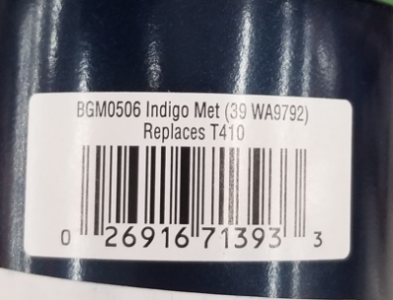 BGM0506 Indigo Met (39 WA9792)
Replaces T410
0 26916 71393 3